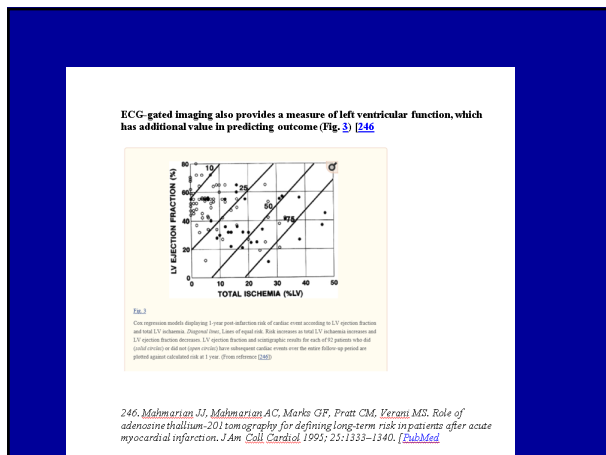 ECG-gated imaging also provides a measure of left ventricular function, which
has additional value in predicting outcome (Fig. 3) [246
LV EJECTION FRACTION (%)
80
60
40
20
0
10
25
50
75
0 10 20 30 40 50
TOTAL ISCHEMIA (%LV)
Fig. 3
Cox regression models displaying 1-year post-infarction risk of cardiac event according to LV ejection fraction
and total LV ischaemia. Diagonal lines, Lines of equal risk. Risk increases as total LV ischaemia increases and
LV ejection fraction decreases. LV ejection fraction and scintigraphic results for each of 92 patients who did
(solid circles) or did not (open circles) have subsequent cardiac events over the entire follow-up period are
plotted against calculated risk at 1 year. (From reference [246])
246. Mahmarian JJ, Mahmarian AC, Marks GF, Pratt CM, Verani MS. Role of
adenosine thallium-201 tomography for defining long-term risk in patients after acute
myocardial infarction. J Am Coll Cardiol 1995; 25:1333–1340. [PubMed